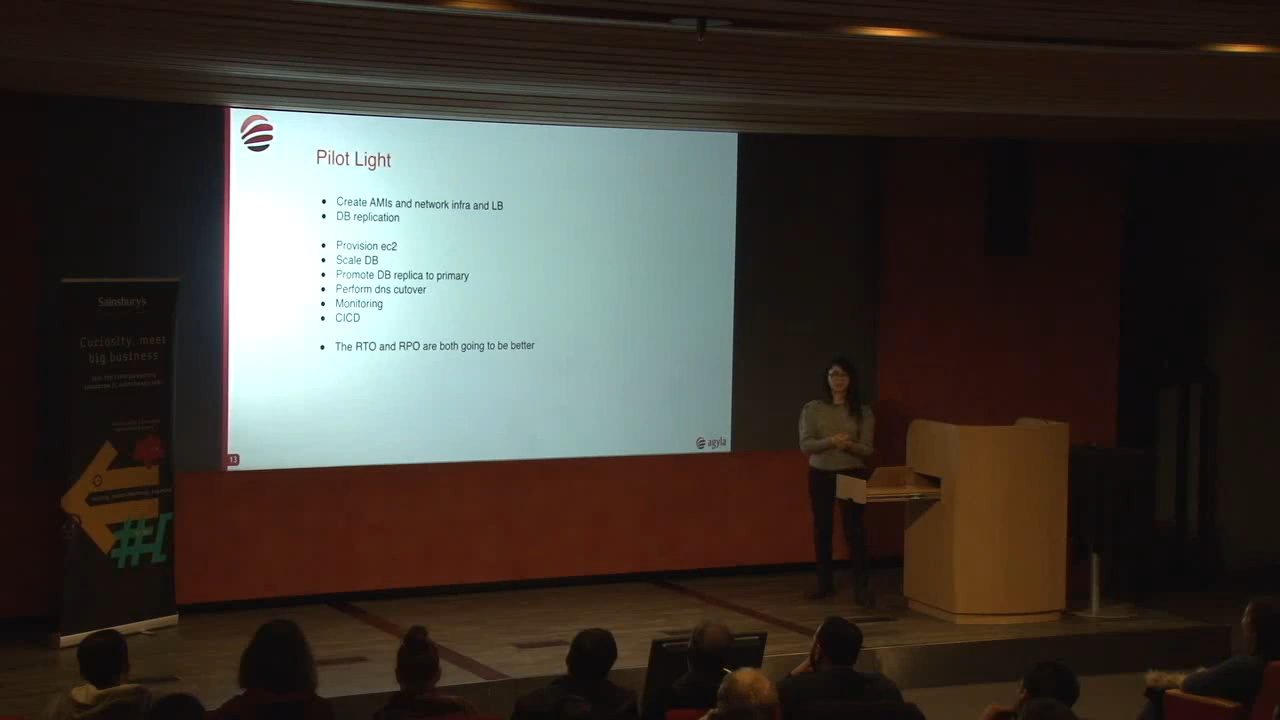 Pilot Light
Create AMIs and network infra and LB
DB replication
Provision ec2
Scale DB
Promote DB replica to primary
Perform dns cutover
Monitoring
CICD
The RTO and RPO are both going to be better
13
agyla
Sainsbury's
Curiosity, meet
big business